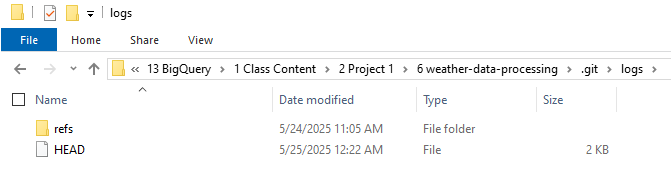 logs
File Home Share View
« 13 BigQuery > 1 Class Content > 2 Project 1 > 6 weather-data-processing > .git > logs >
Name Date modified Type Size
refs 5/24/2025 11:05 AM File folder
HEAD 5/25/2025 12:22 AM File 2 KB